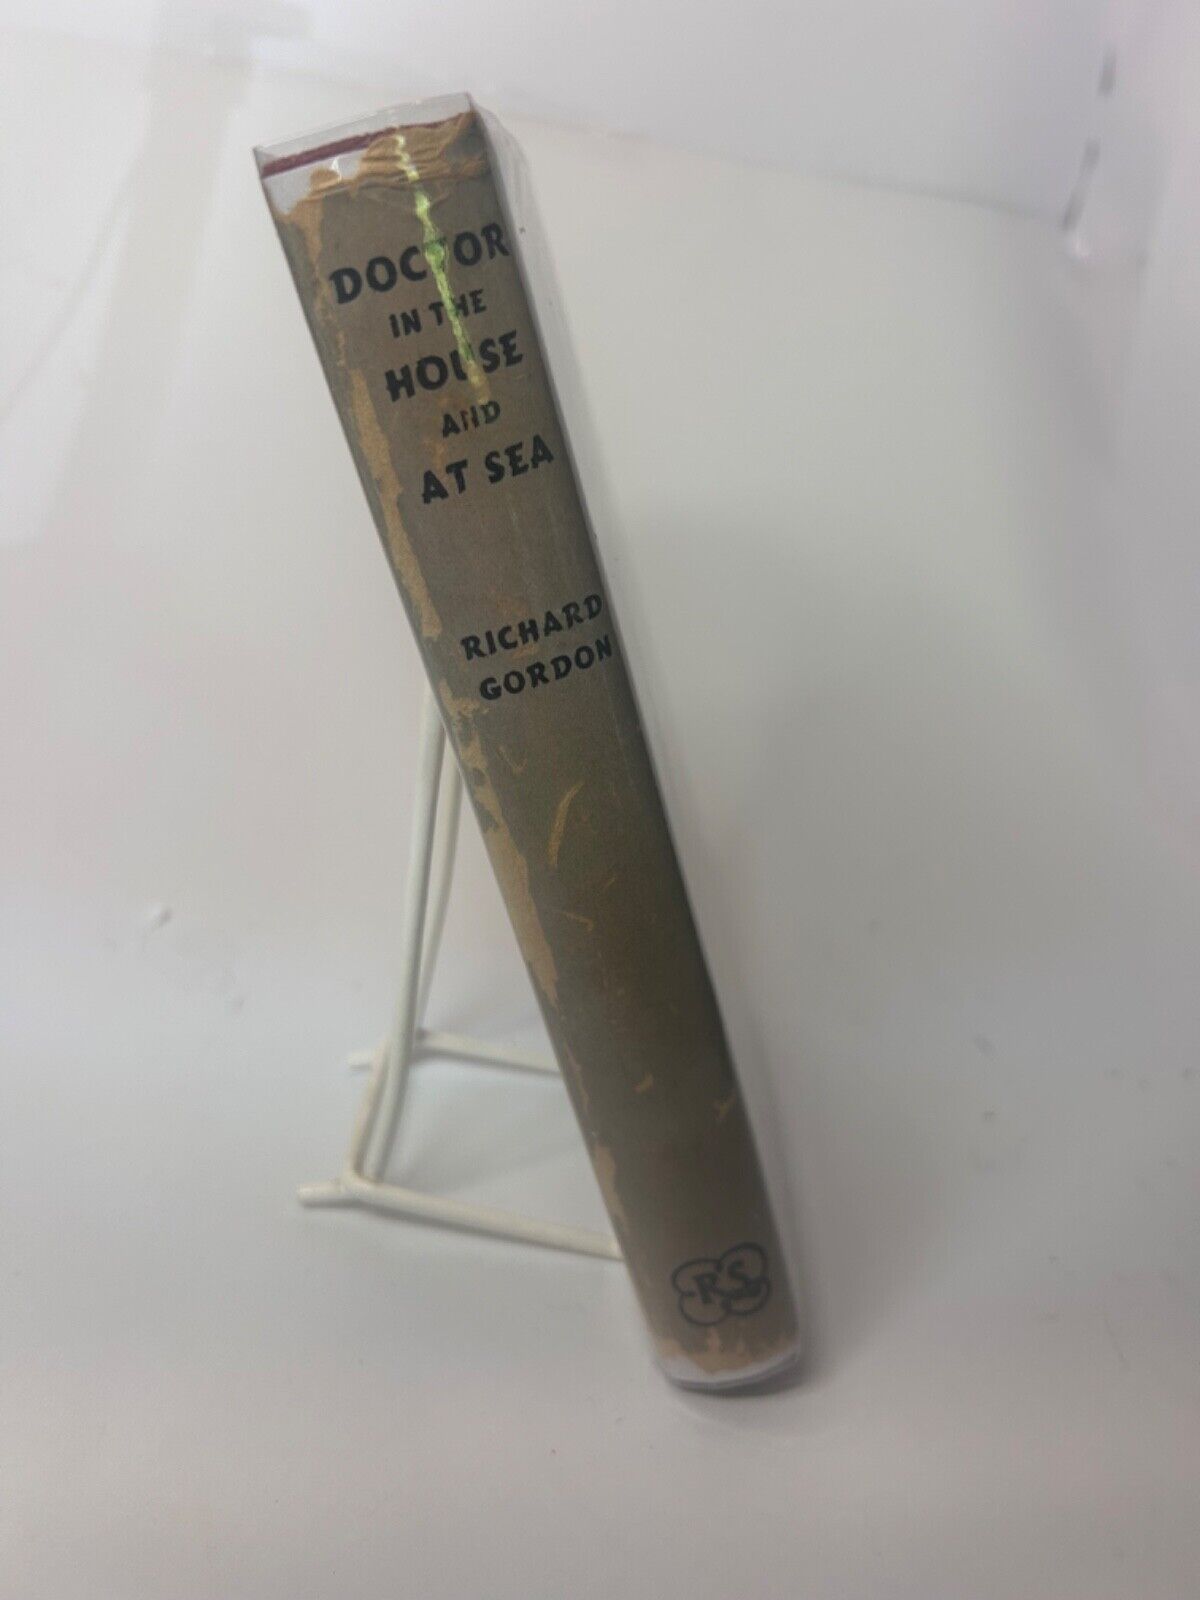 DOCTOR
IN THE
HOUSE
AND
AT SEA
RICHARD
GORDON
RS